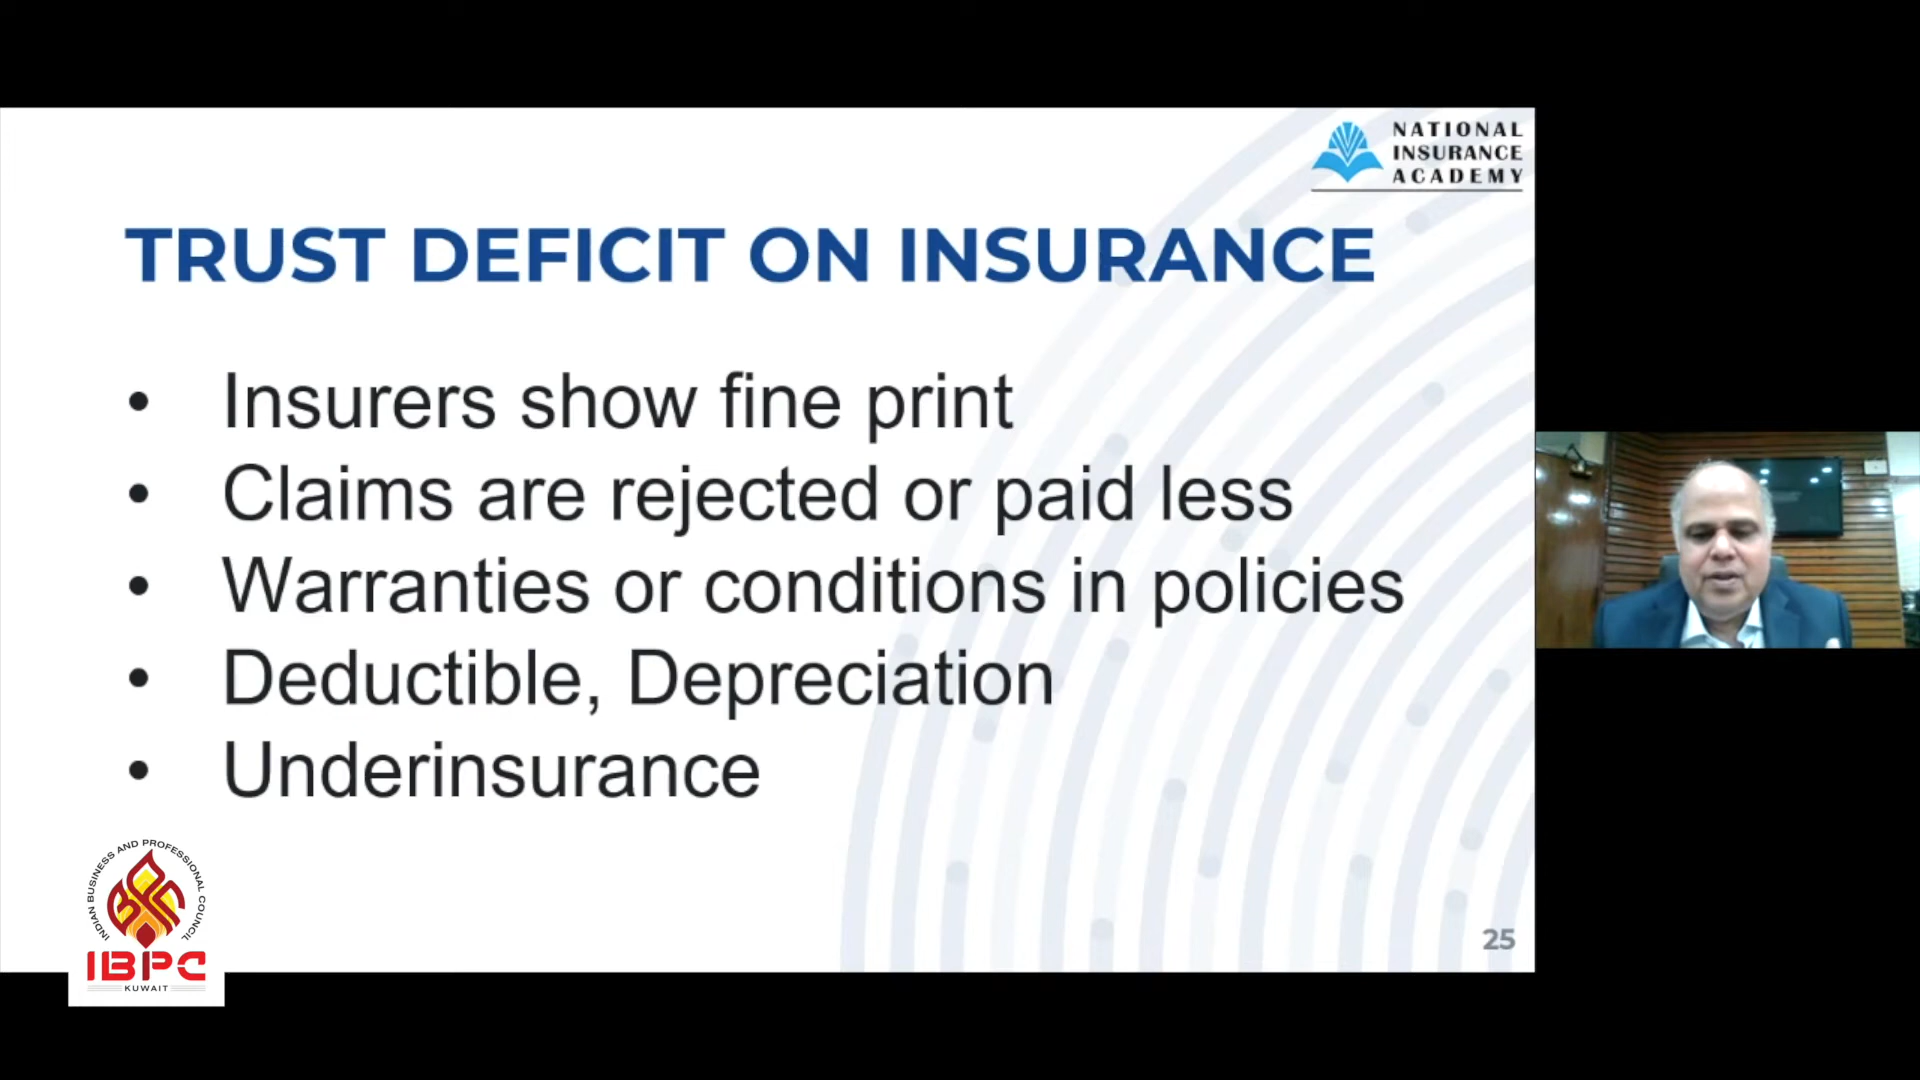 NATIONAL
INSURANCE
ACADEMY
TRUST DEFICIT ON INSURANCE
• Insurers show fine print
• Claims are rejected or paid less
• Warranties or conditions in policies
• Deductible, Depreciation
• Underinsurance
INDIAN BUSINESS AND PROFESSIONAL COUNCIL
IBPC
KUWAIT
25